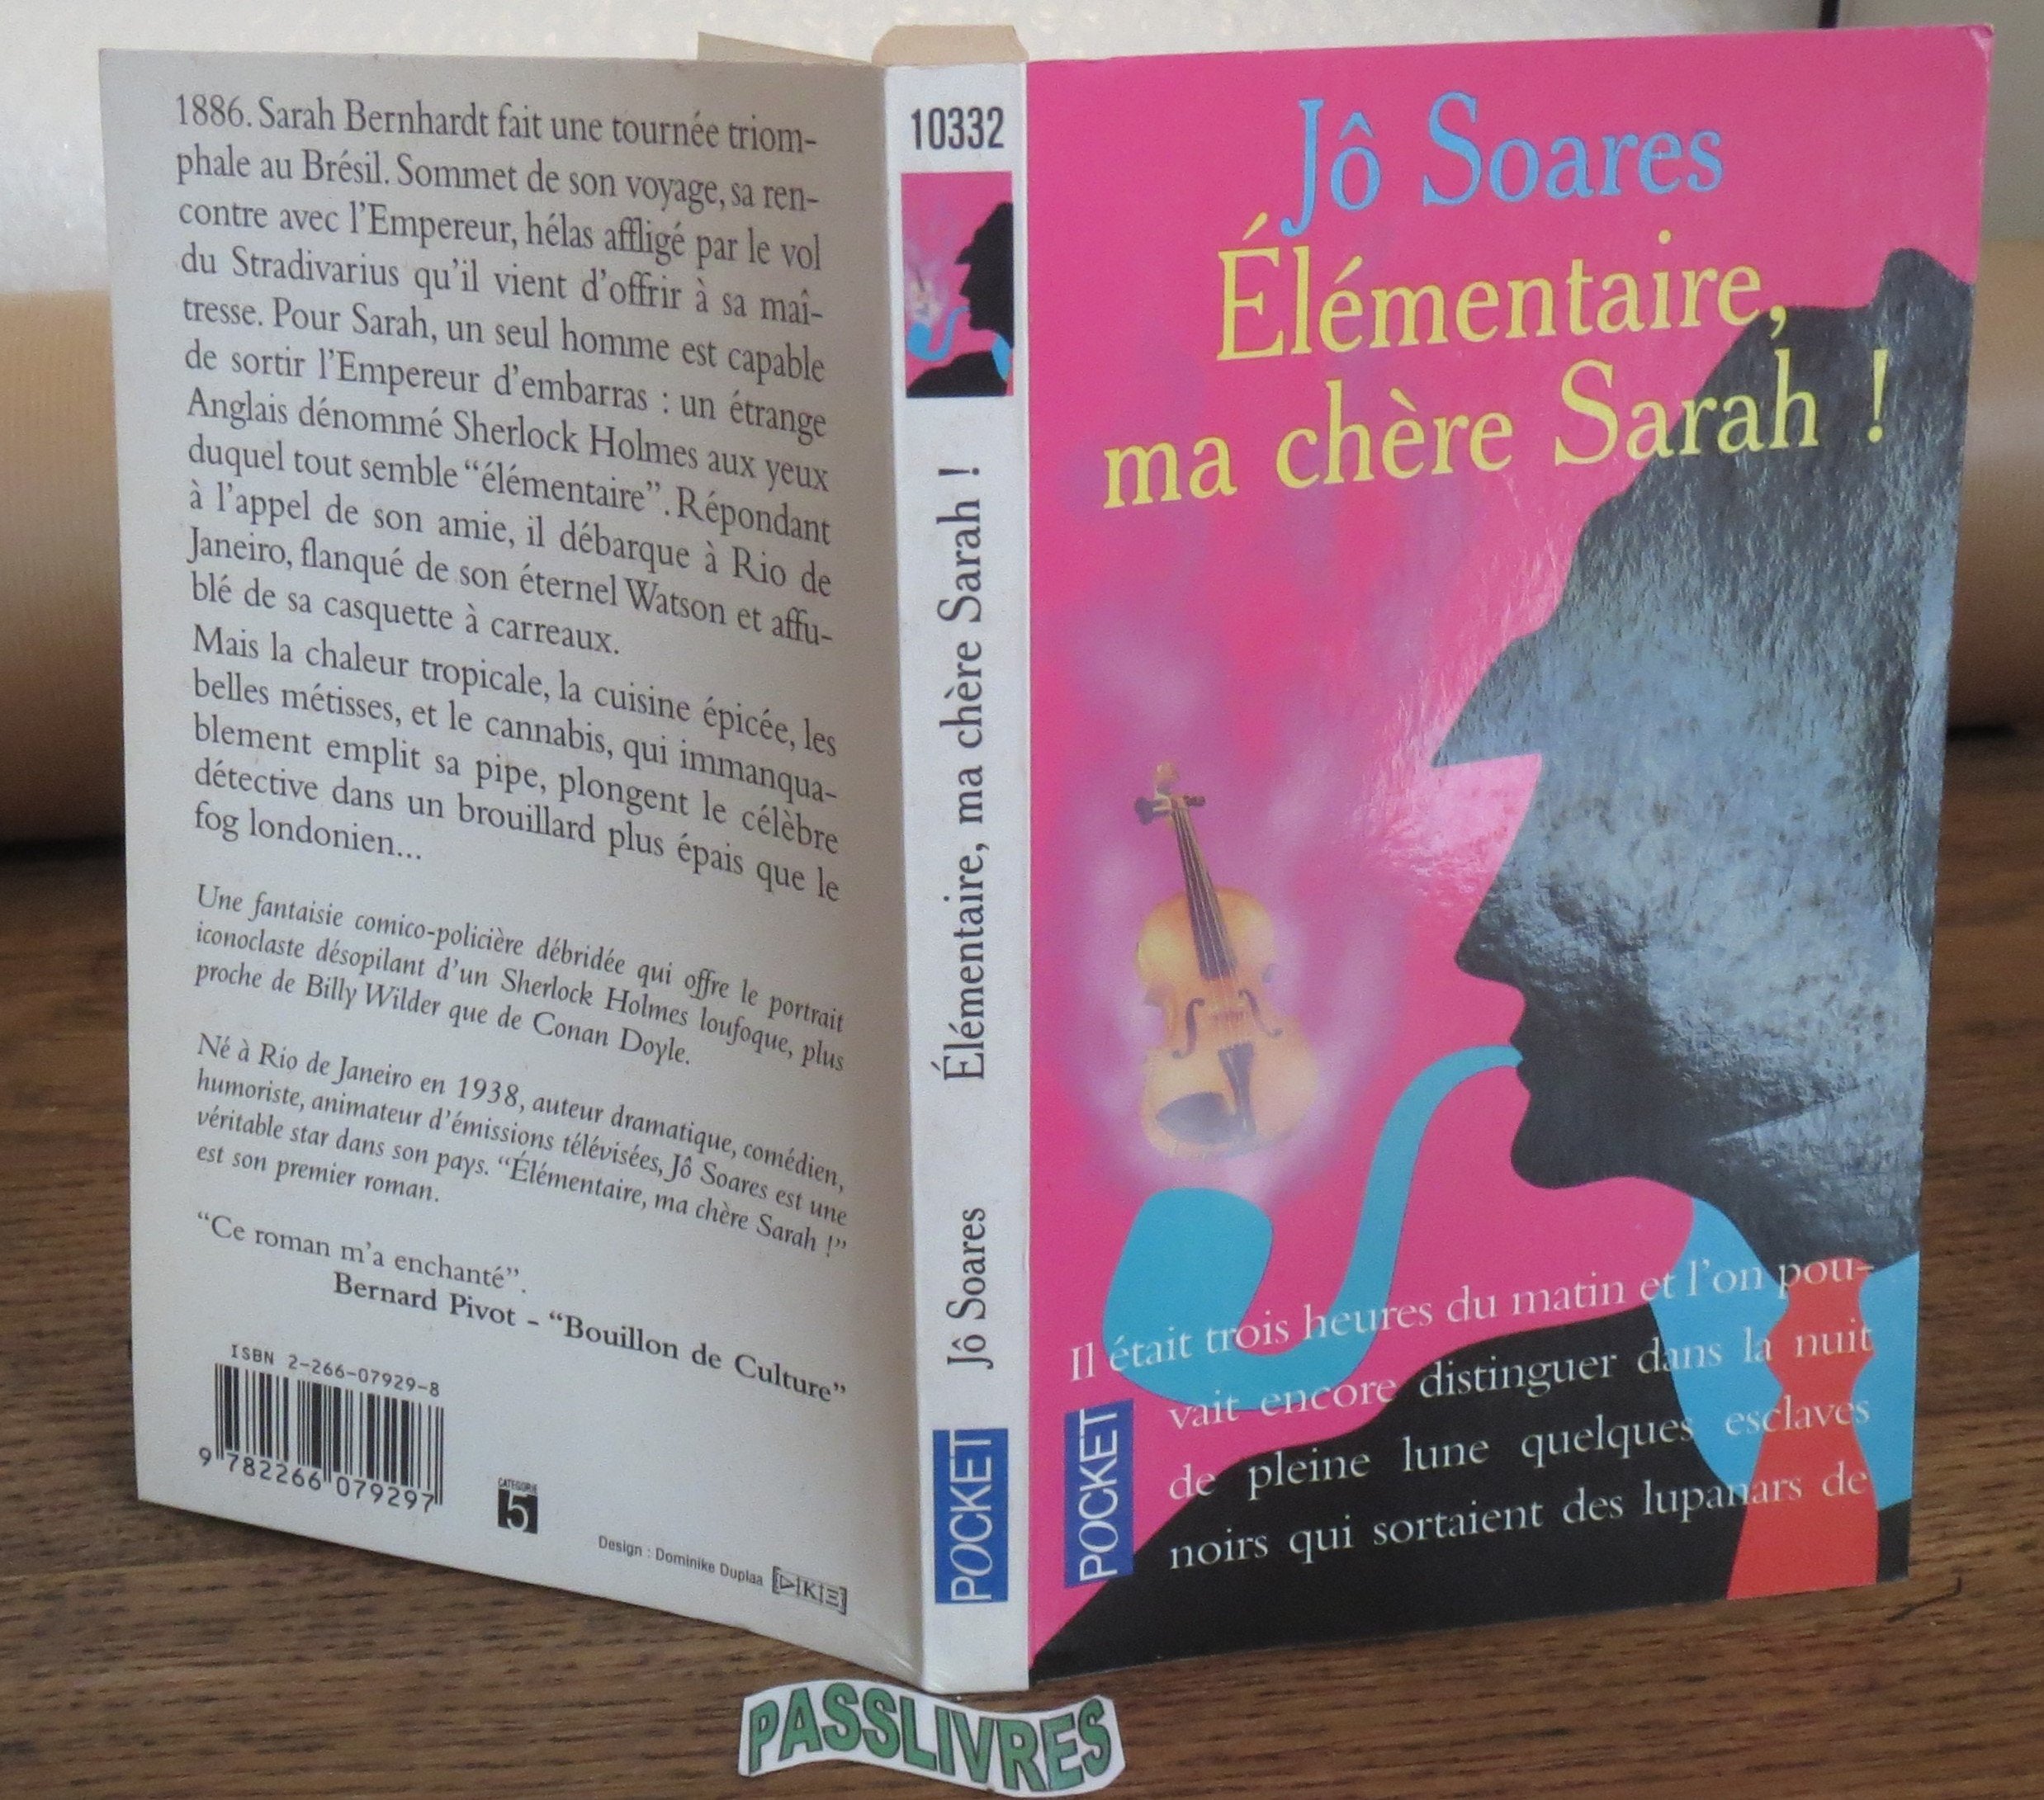 1886. Sarah Bernhardt fait une tournée triom-
phale au Brésil. Sommet de son voyage, sa ren-
contre avec l'Empereur, hélas affligé par le vol
du Stradivarius qu'il vient d'offrir à sa maî-
tresse. Pour Sarah, un seul homme est capable
de sortir l'Empereur d'embarras : un étrange
Anglais dénommé Sherlock Holmes aux yeux
duquel tout semble “élémentaire”. Répondant
à l'appel de son amie, il débarque à Rio de
Janeiro, flanqué de son éternel Watson et affu-
blé de sa casquette à carreaux.
Mais la chaleur tropicale, la cuisine épicée, les
belles métisses, et le cannabis, qui immanqua-
blement emplit sa pipe, plongent le célèbre
détective dans un brouillard plus épais que le
fog londonien...
Une fantaisie comico-policière débridée qui offre le portrait
iconoclaste désopilant d'un Sherlock Holmes loufoque, plus
proche de Billy Wilder que de Conan Doyle.
Né à Rio de Janeiro en 1938, auteur dramatique, comédien,
humoriste, animateur d'émissions télévisées, Jô Soares est une
véritable star dans son pays. “Élémentaire, ma chère Sarah !”
est son premier roman.
“Ce roman m'a enchanté”.
Bernard Pivot - “Bouillon de Culture”
ISBN 2-266-07929-8
9 782266 079297
CATÉGORIE
5
Design : Dominike Duplaa
10332
Élémentaire, ma chère Sarah !
Jô Soares
POCKET
Jô Soares
Élémentaire,
ma chère Sarah !
Il était trois heures du matin et l'on pou-
vait encore distinguer dans la nuit
de pleine lune quelques esclaves
noirs qui sortaient des lupanars de
POCKET
PASSLIVRES